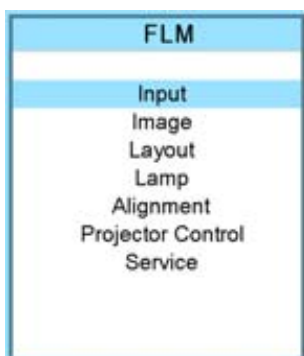 FLM
Input
Image
Layout
Lamp
Alignment
Projector Control
Service